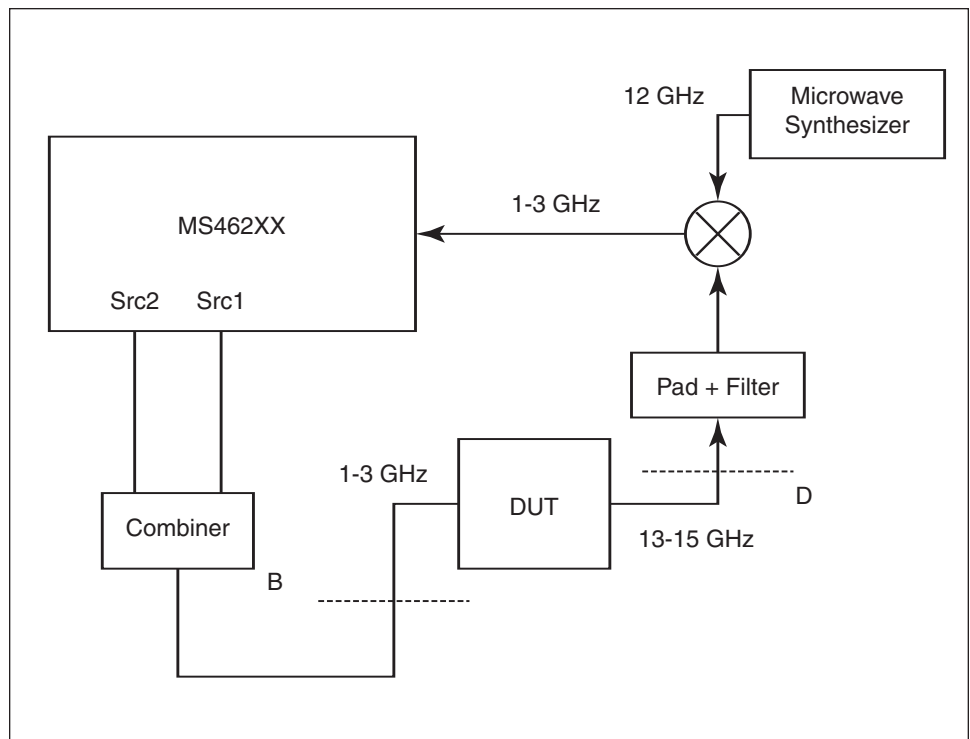 12 GHz
Microwave
Synthesizer
1-3 GHz
MS462XX
Src2 Src1
Pad + Filter
1-3 GHz
DUT
D
Combiner
13-15 GHz
B